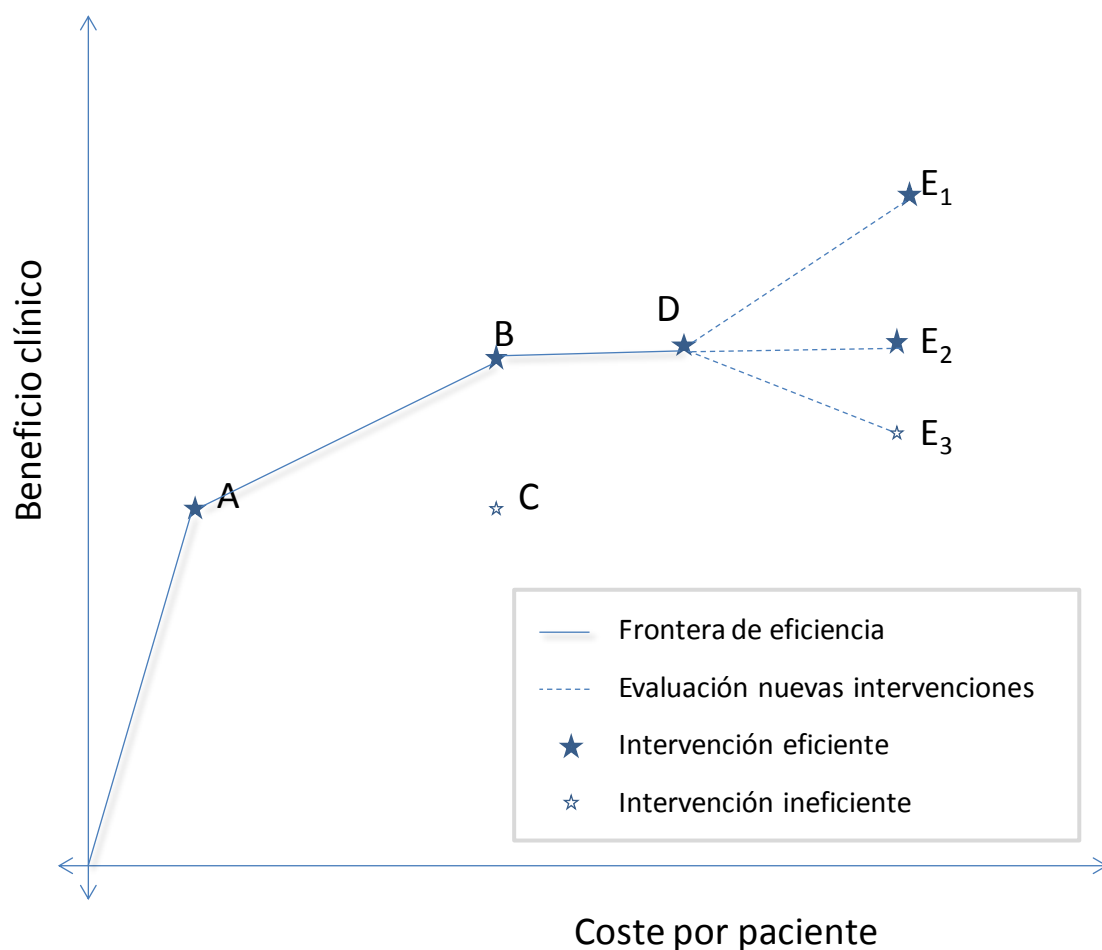 E1
D
B
E2
E3
A
C
Beneficio clínico
Frontera de eficiencia
Evaluación nuevas intervenciones
Intervención eficiente
Intervención ineficiente
Coste por paciente